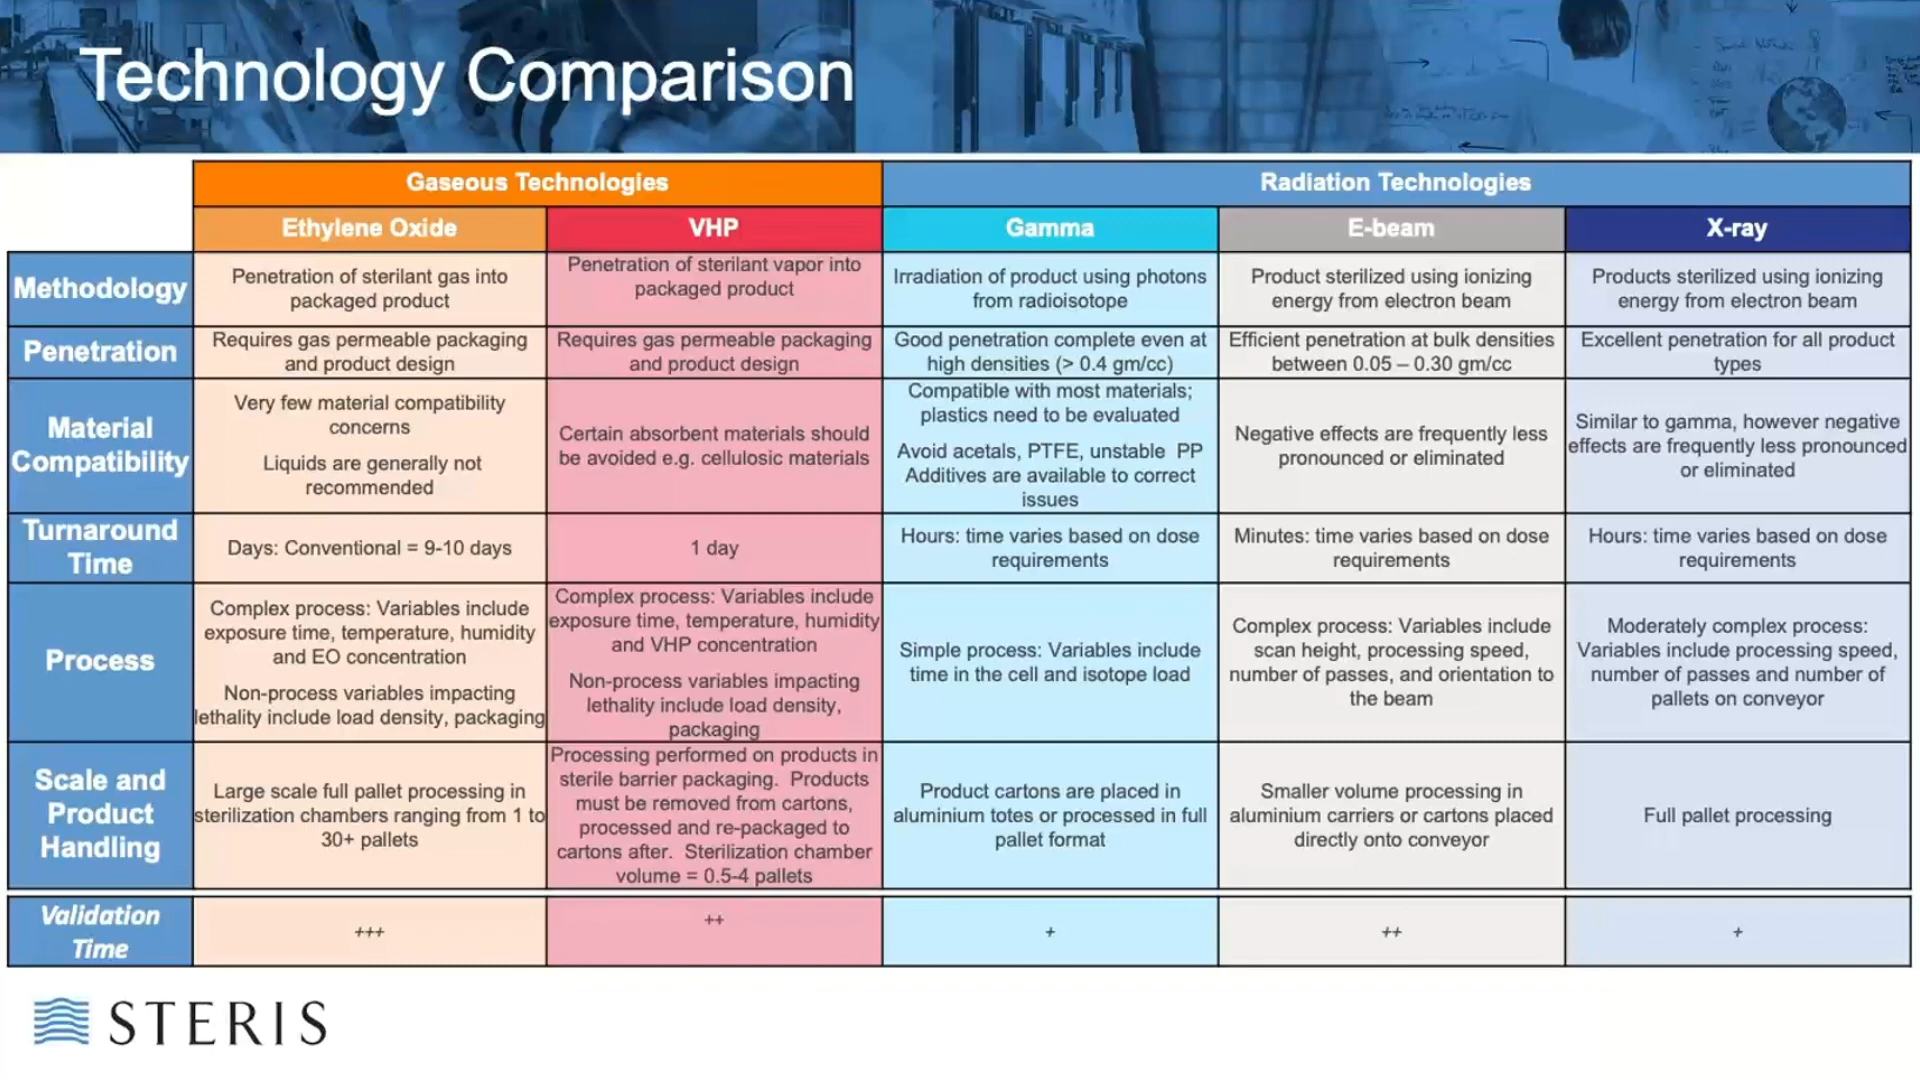 Technology Comparison
Gaseous Technologies
Radiation Technologies
Ethylene Oxide
VHP
Gamma
E-beam
X-ray
Methodology
Penetration of sterilant gas into
packaged product
Penetration of sterilant vapor into
packaged product
Irradiation of product using photons
from radioisotope
Product sterilized using ionizing
energy from electron beam
Products sterilized using ionizing
energy from electron beam
Penetration
Requires gas permeable packaging
and product design
Requires gas permeable packaging
and product design
Good penetration complete even at
high densities (> 0.4 gm/cc)
Efficient penetration at bulk densities
between 0.05 – 0.30 gm/cc
Excellent penetration for all product
types
Material
Compatibility
Very few material compatibility
concerns
Liquids are generally not
recommended
Certain absorbent materials should
be avoided e.g. cellulosic materials
Compatible with most materials;
plastics need to be evaluated
Avoid acetals, PTFE, unstable PP
Additives are available to correct
issues
Negative effects are frequently less
pronounced or eliminated
Similar to gamma, however negative
effects are frequently less pronounced
or eliminated
Turnaround
Time
Days: Conventional = 9-10 days
1 day
Hours: time varies based on dose
requirements
Minutes: time varies based on dose
requirements
Hours: time varies based on dose
requirements
Process
Complex process: Variables include
exposure time, temperature, humidity
and EO concentration
Non-process variables impacting
lethality include load density, packaging
Complex process: Variables include
exposure time, temperature, humidity
and VHP concentration
Non-process variables impacting
lethality include load density,
packaging
Simple process: Variables include
time in the cell and isotope load
Complex process: Variables include
scan height, processing speed,
number of passes, and orientation to
the beam
Moderately complex process:
Variables include processing speed,
number of passes and number of
pallets on conveyor
Scale and
Product
Handling
Large scale full pallet processing in
sterilization chambers ranging from 1 to
30+ pallets
Processing performed on products in
sterile barrier packaging. Products
must be removed from cartons,
processed and re-packaged to
cartons after. Sterilization chamber
volume = 0.5-4 pallets
Product cartons are placed in
aluminium totes or processed in full
pallet format
Smaller volume processing in
aluminium carriers or cartons placed
directly onto conveyor
Full pallet processing
Validation
Time
+++
++
+
++
+
STERIS